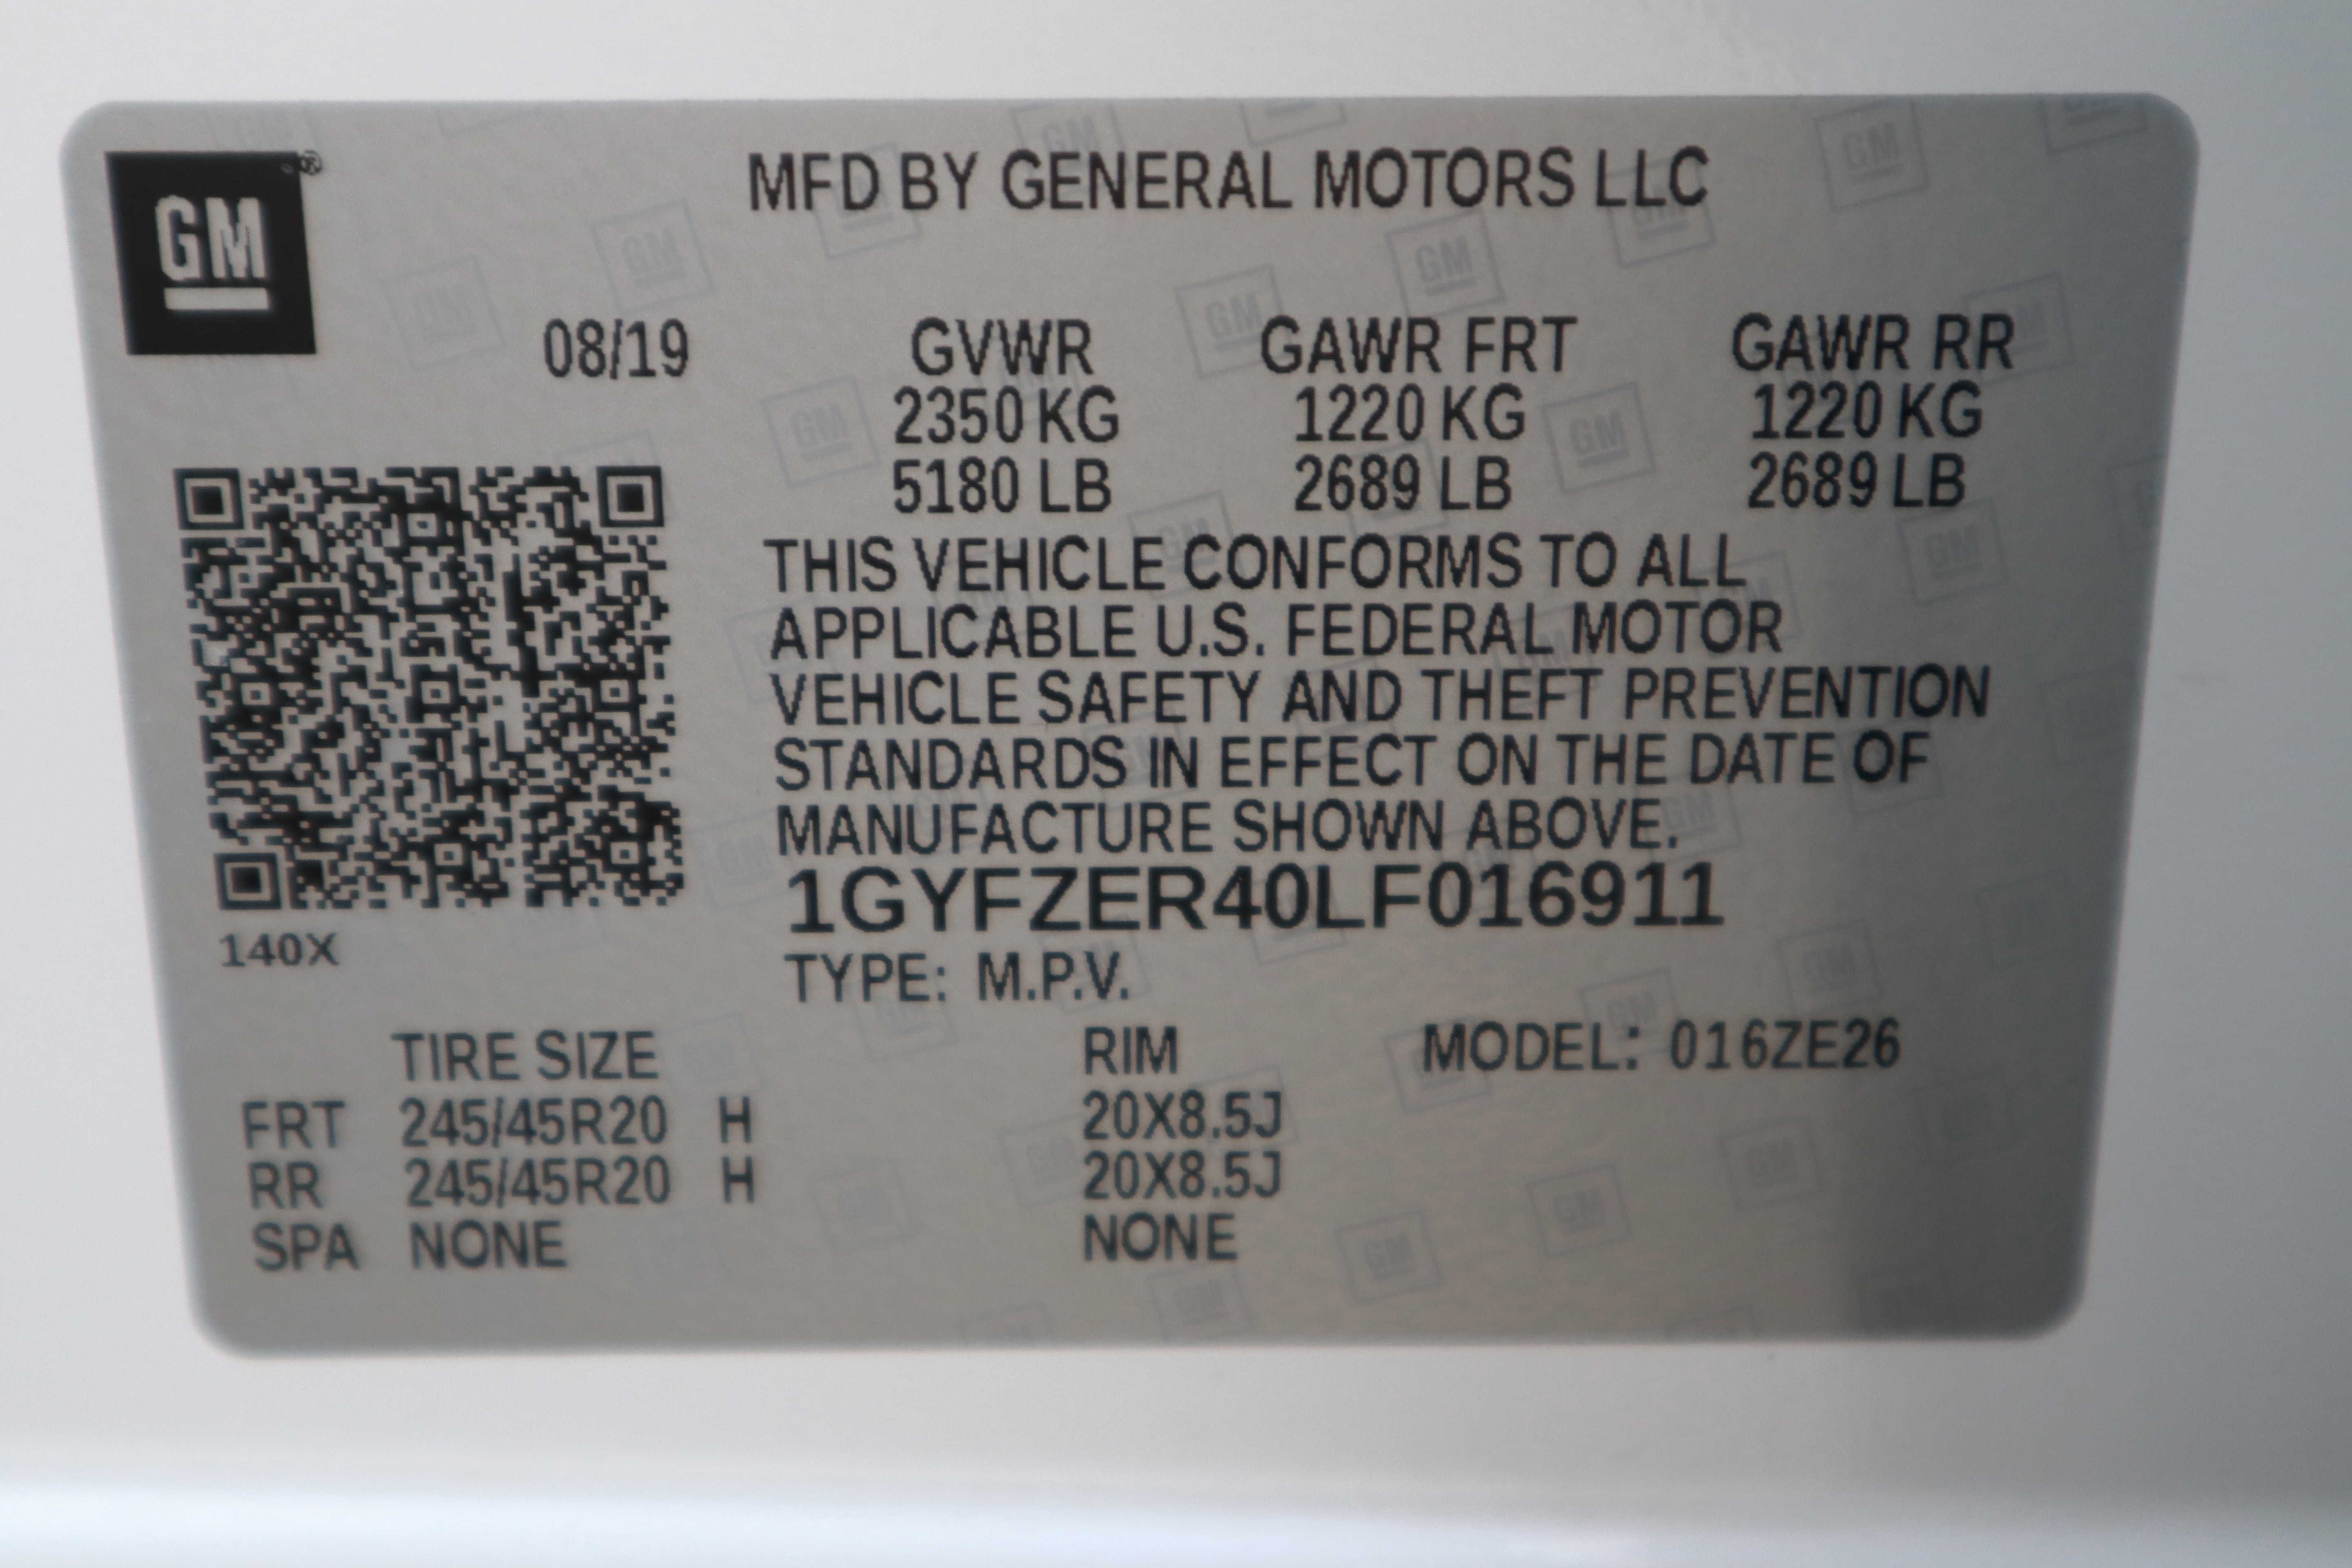 GM®
MFD BY GENERAL MOTORS LLC
08/19 GVWR GAWR FRT GAWR RR
2350 KG 1220 KG 1220 KG
5180 LB 2689 LB 2689 LB
THIS VEHICLE CONFORMS TO ALL
APPLICABLE U.S. FEDERAL MOTOR
VEHICLE SAFETY AND THEFT PREVENTION
STANDARDS IN EFFECT ON THE DATE OF
MANUFACTURE SHOWN ABOVE.
1GYFZER40LF016911
140X
TYPE: M.P.V.
TIRE SIZE RIM MODEL: 016ZE26
FRT 245/45R20 H 20X8.5J
RR 245/45R20 H 20X8.5J
SPA NONE NONE